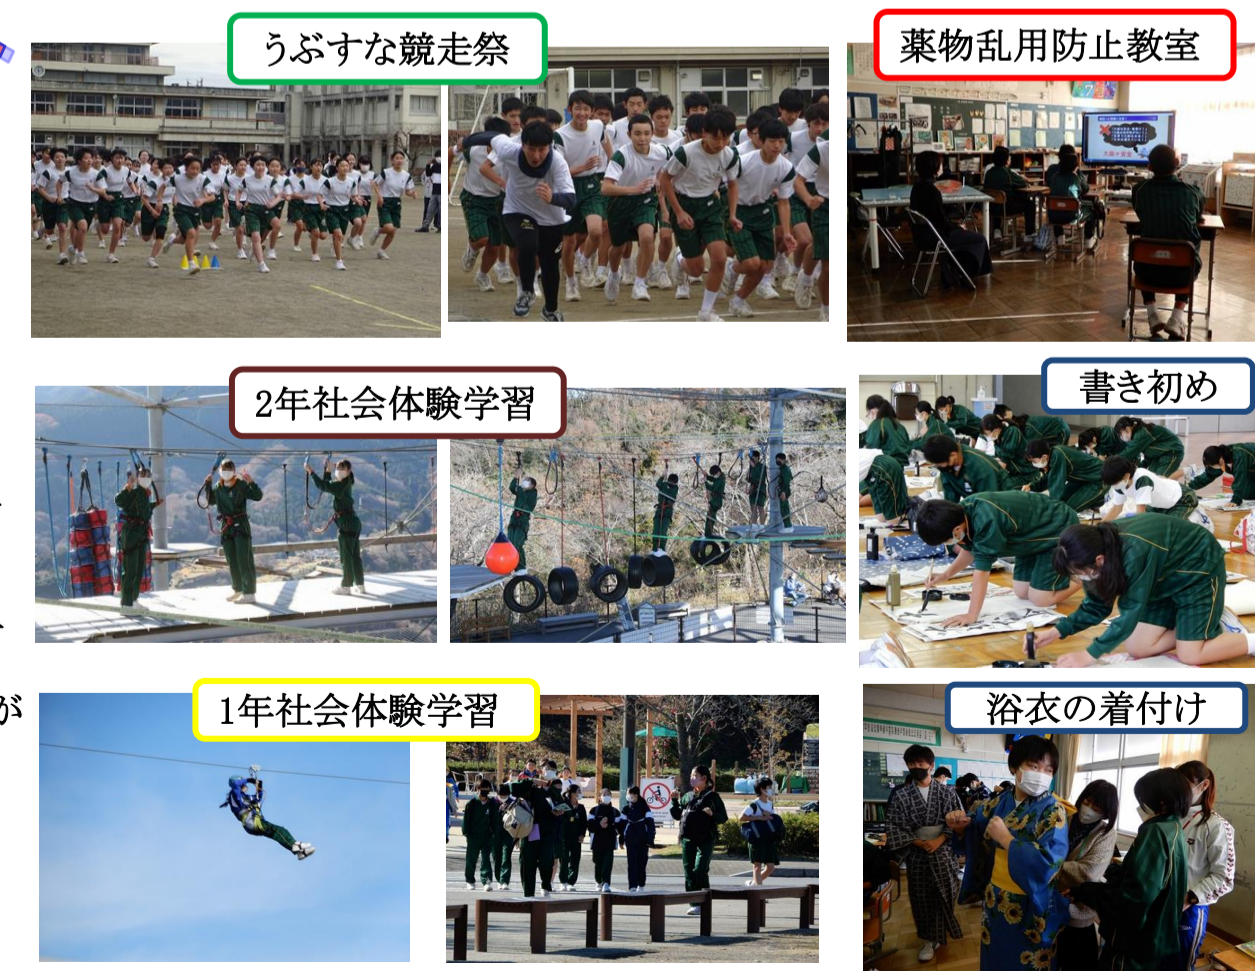 うぶすな競走祭
薬物乱用防止教室
2年社会体験学習
書き初め
が
1年社会体験学習
浴衣の着付け